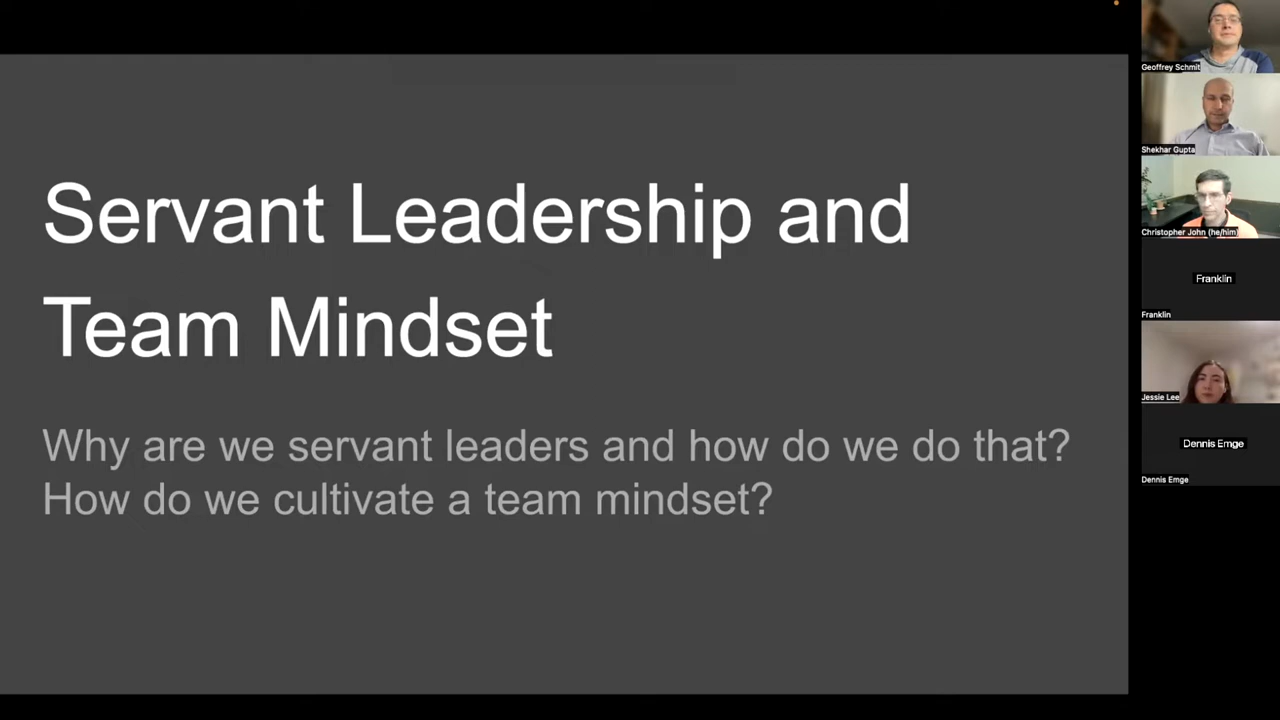 Servant Leadership and
Team Mindset
Why are we servant leaders and how do we do that?
How do we cultivate a team mindset?
Geoffrey Schmit
Shekhar Gupta
Christopher John (he/him)
Franklin
Franklin
Jessie Lee
Dennis Emge
Dennis Emge